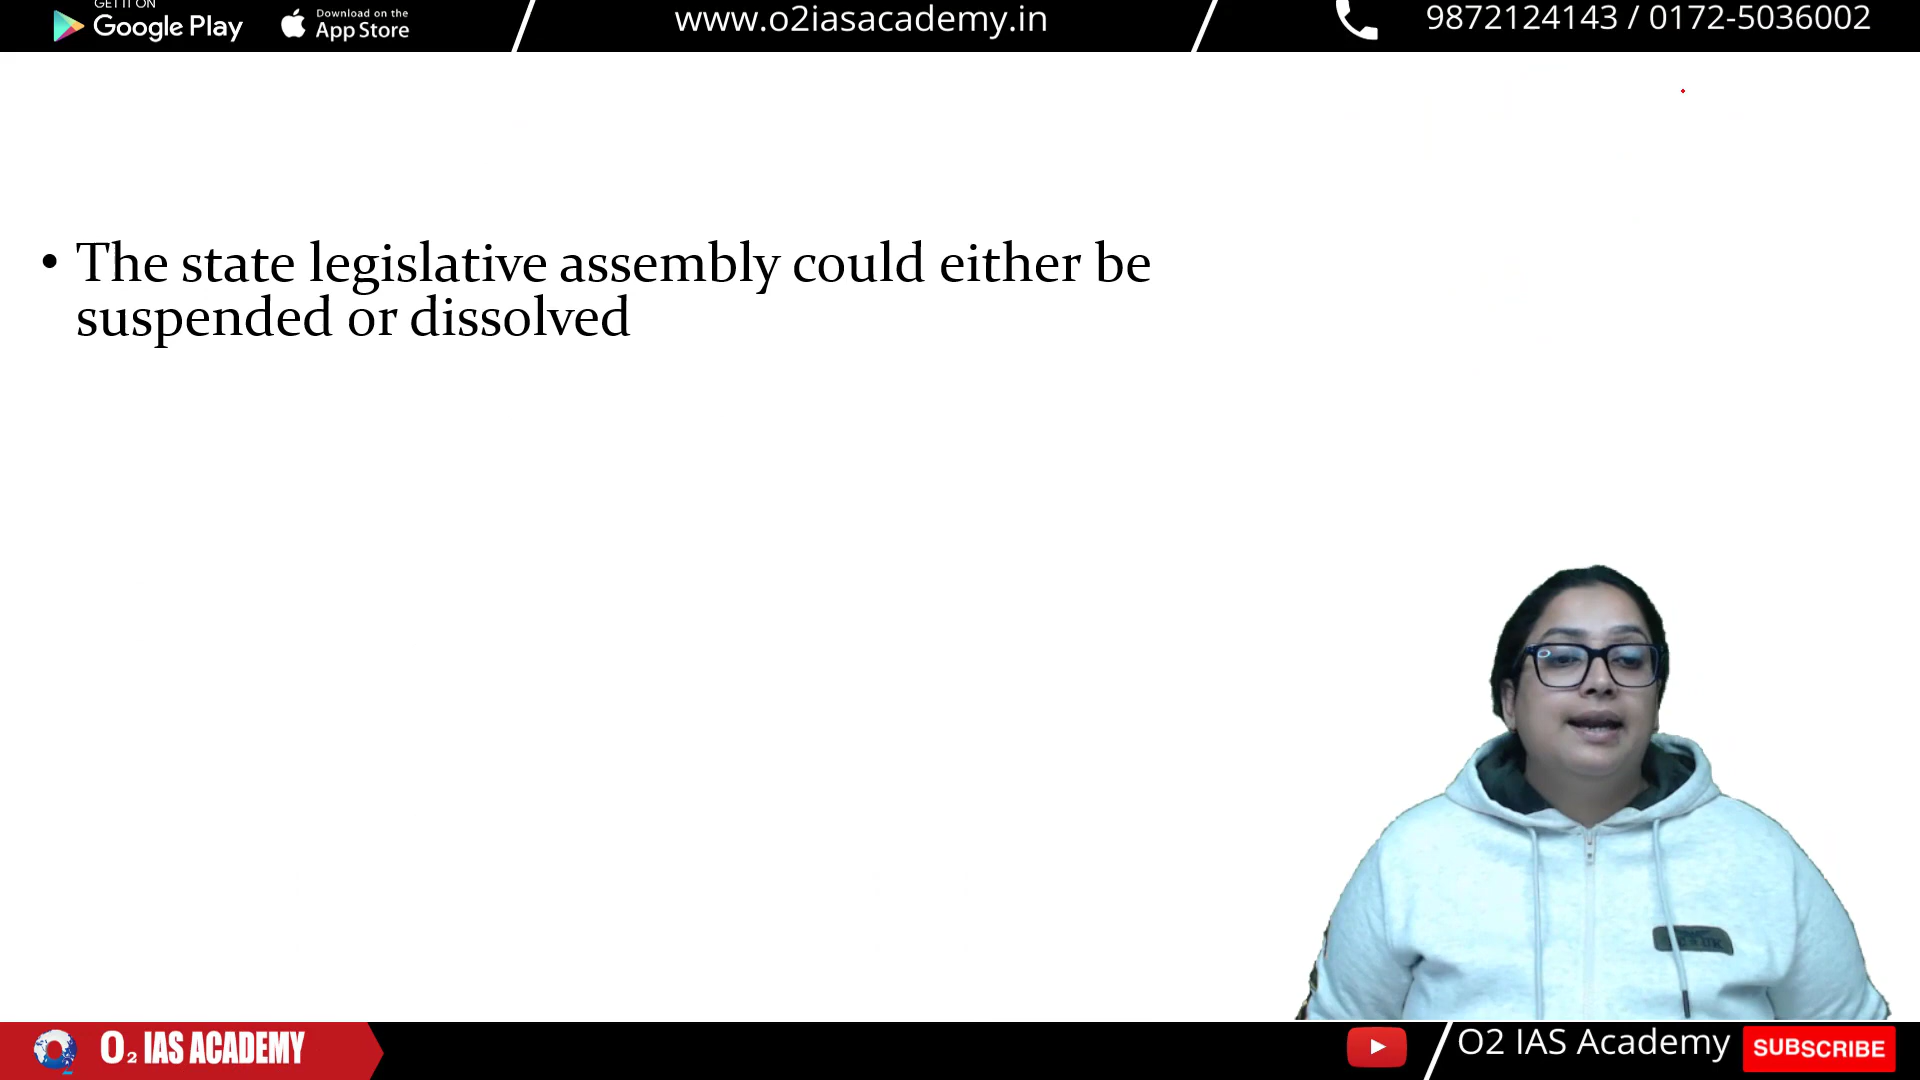 GET IT ON
Google Play
Download on the
App Store
www.o2iasacademy.in
9872124143 / 0172-5036002
• The state legislative assembly could either be
suspended or dissolved
O2 IAS ACADEMY
O2 IAS Academy
SUBSCRIBE